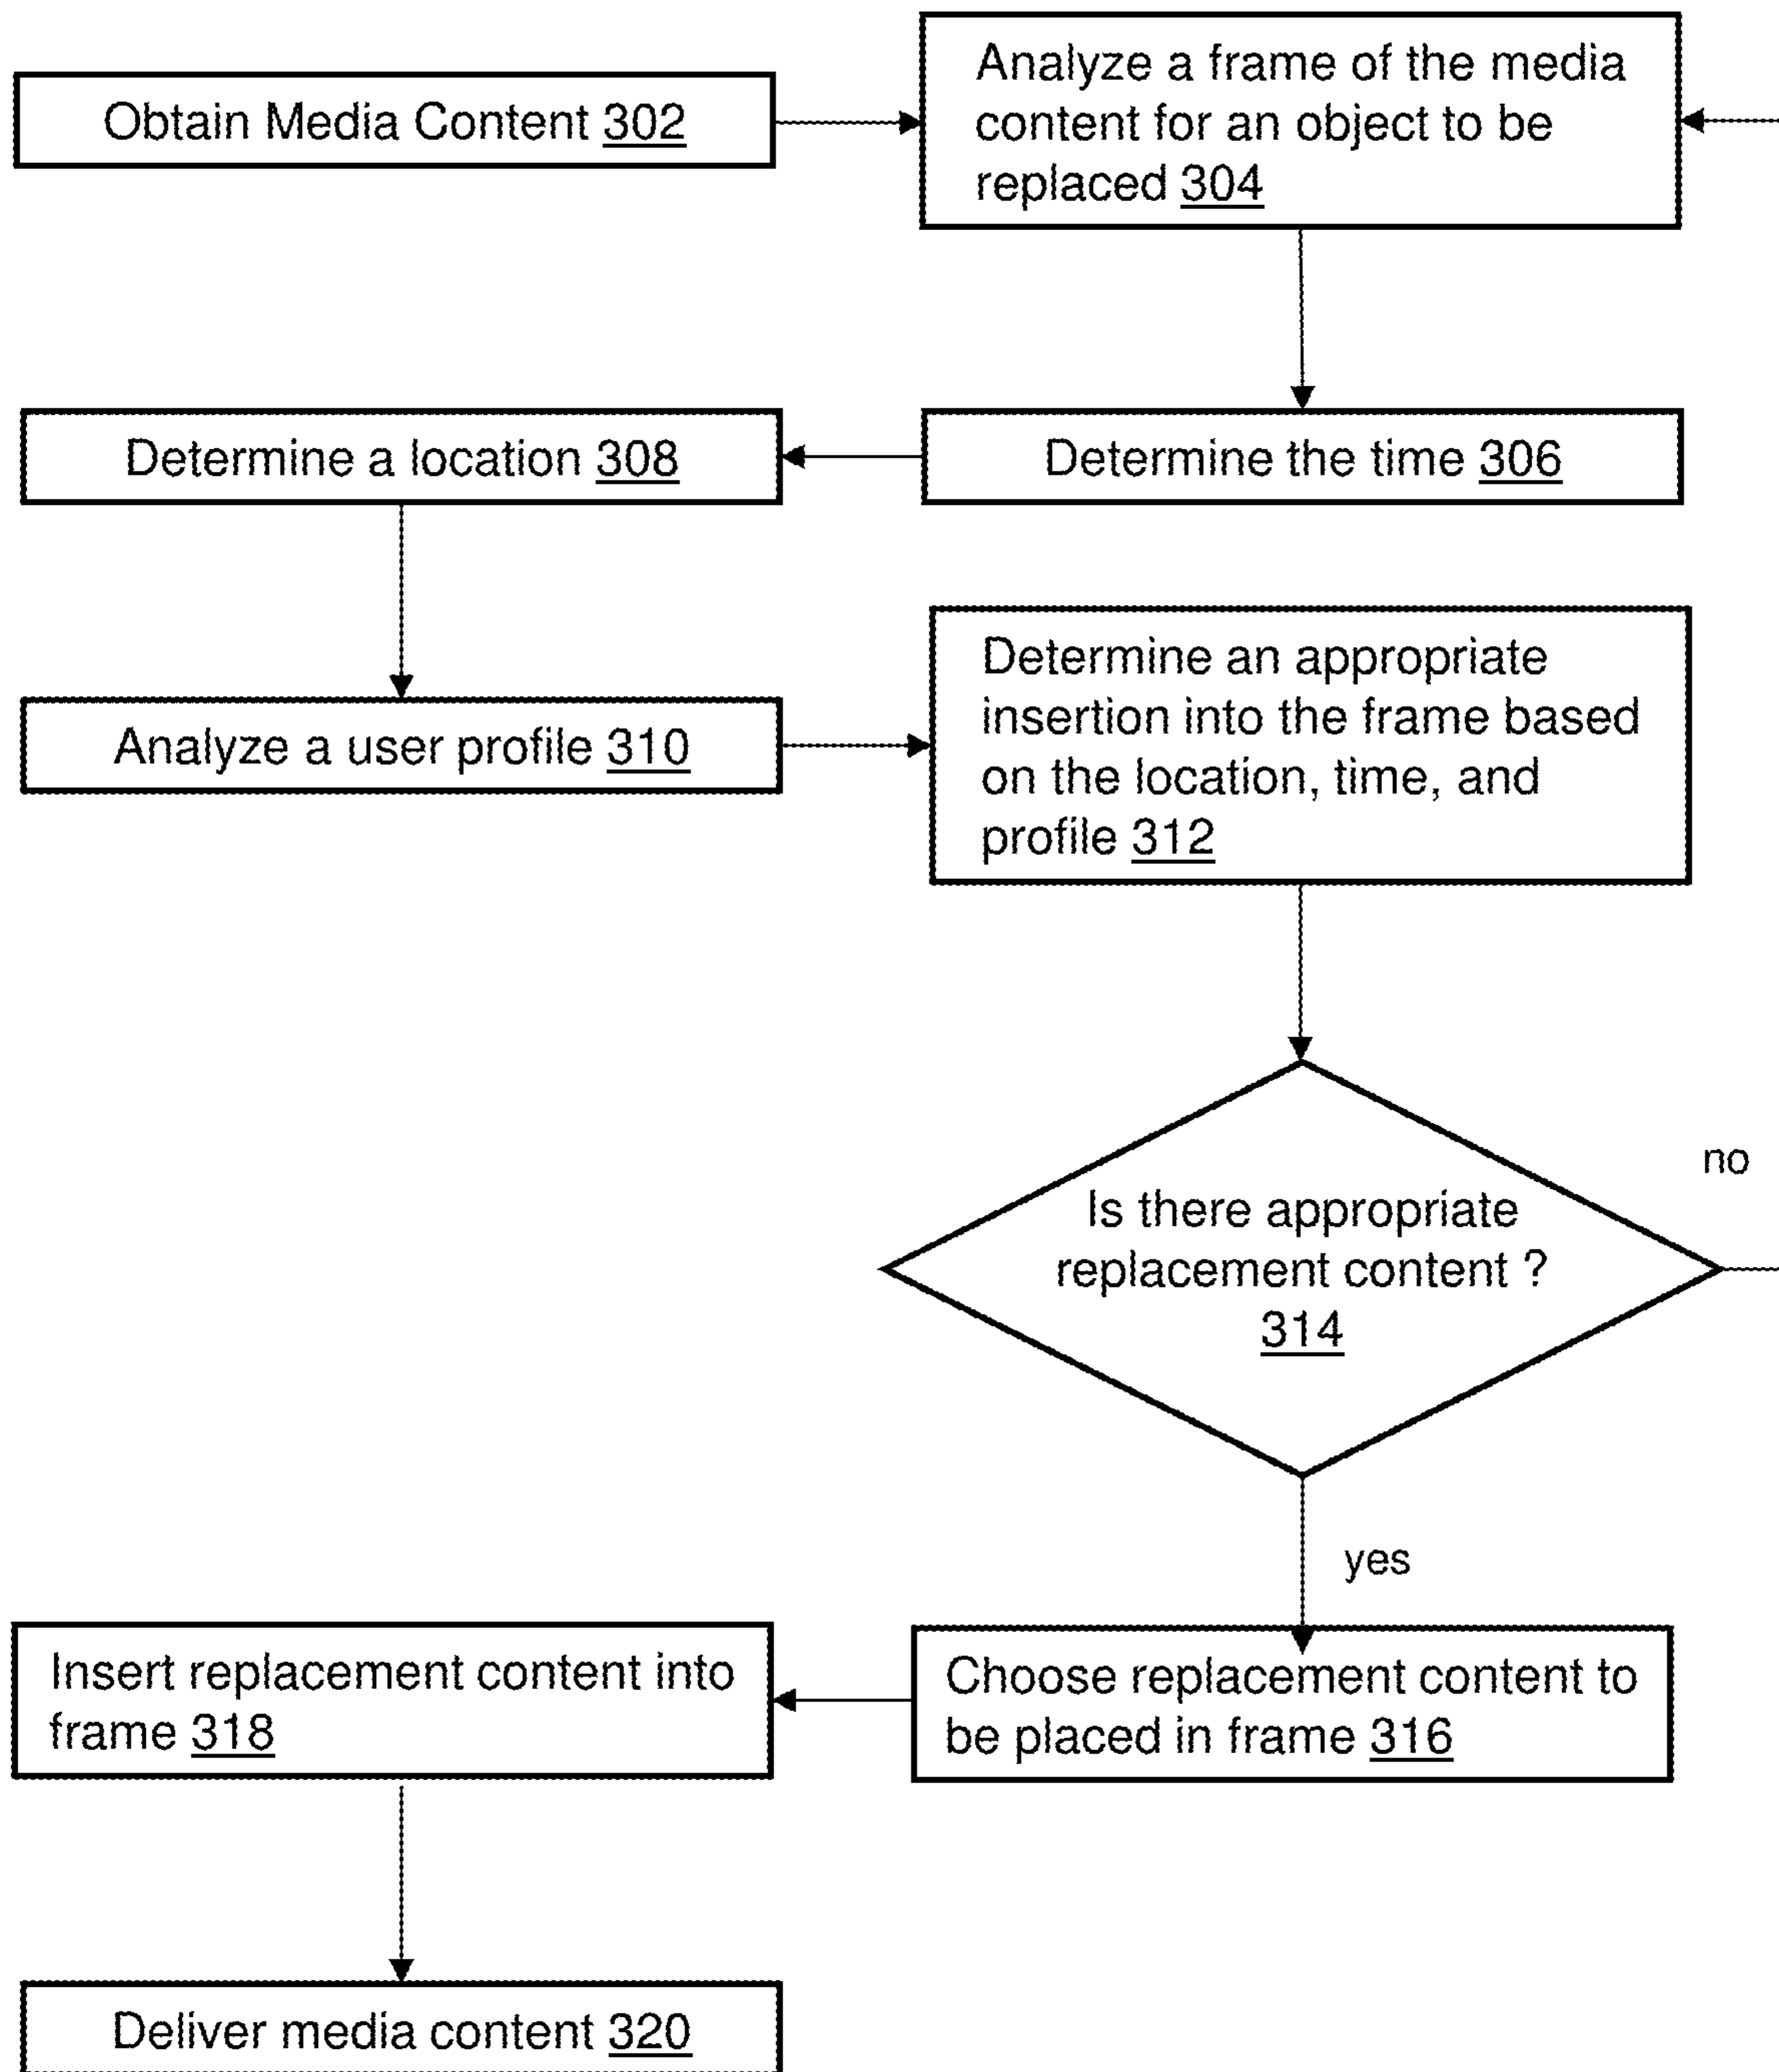 Obtain Media Content 302
Analyze a frame of the media
content for an object to be
replaced 304
Determine a location 308
Determine the time 306
Analyze a user profile 310
Determine an appropriate
insertion into the frame based
on the location, time, and
profile 312
no
Is there appropriate
replacement content ?
314
yes
Insert replacement content into
frame 318
Choose replacement content to
be placed in frame 316
Deliver media content 320